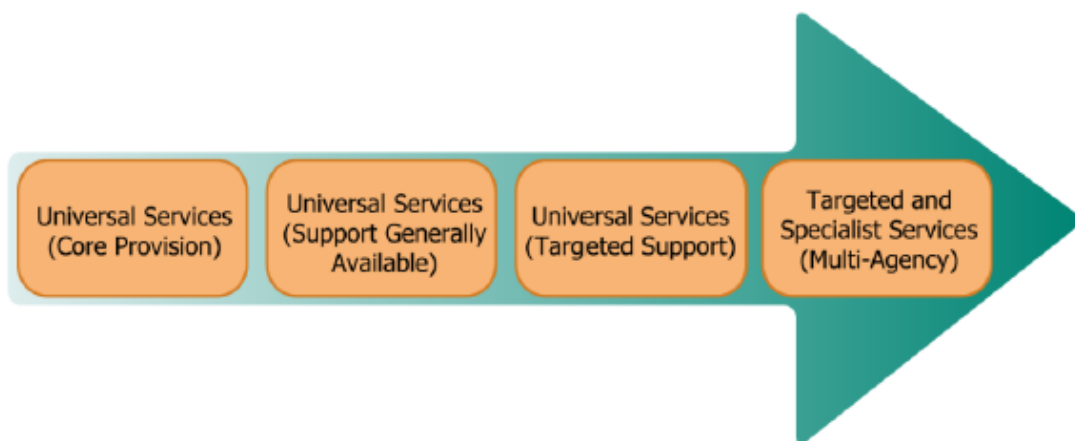 Universal Services
(Core Provision)
Universal Services
(Support Generally
Available)
Universal Services
(Targeted Support)
Targeted and
Specialist Services
(Multi-Agency)